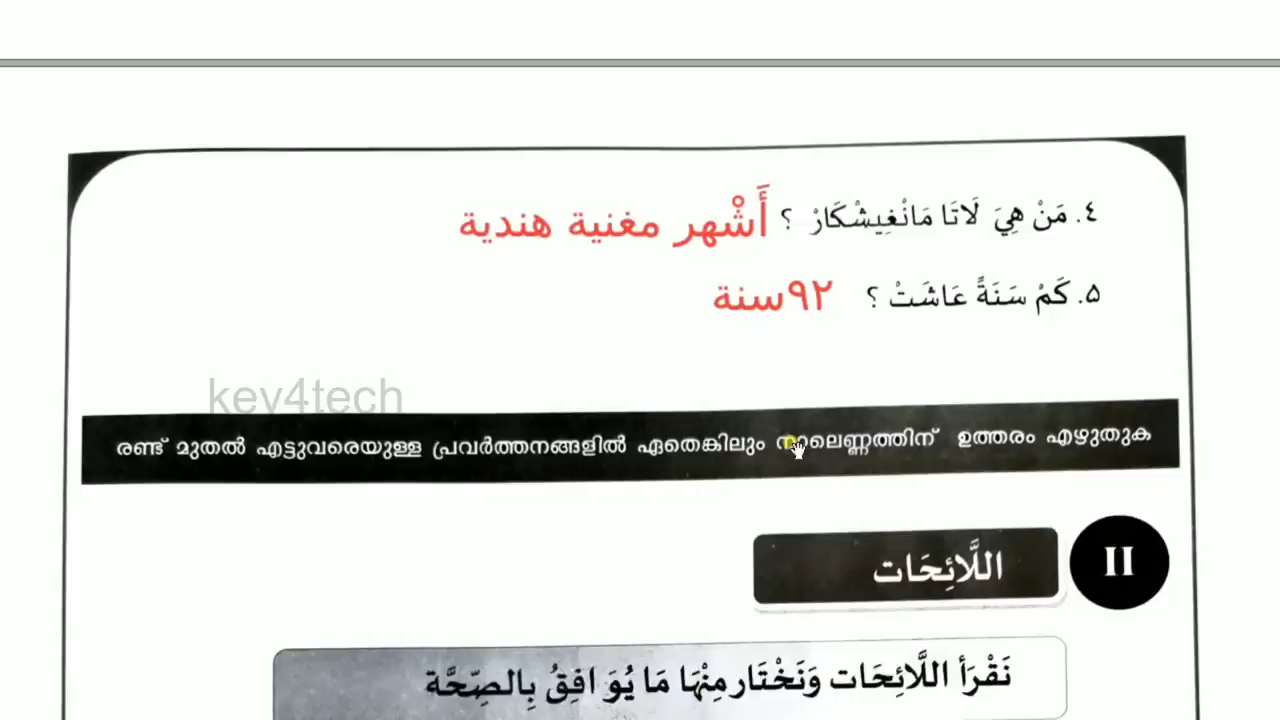 ٤. مَنْ هِيَ لَاتَا مَانْغِيشْكَارْ ؟ أَشْهر مغنية هندية
۵. كَمْ سَنَةً عَاشَتْ ؟ ٩٢سنة
key4tech
രണ്ട് മുതൽ എട്ടുവരെയുള്ള പ്രവർത്തനങ്ങളിൽ ഏതെങ്കിലും നാലെണ്ണത്തിന് ഉത്തരം എഴുതുക
II
اللَّائِحَات
نَقْرَأ اللَّائِحَات وَنَخْتَار مِنْهَا مَا يُوَافِقُ بِالصِّحَّة